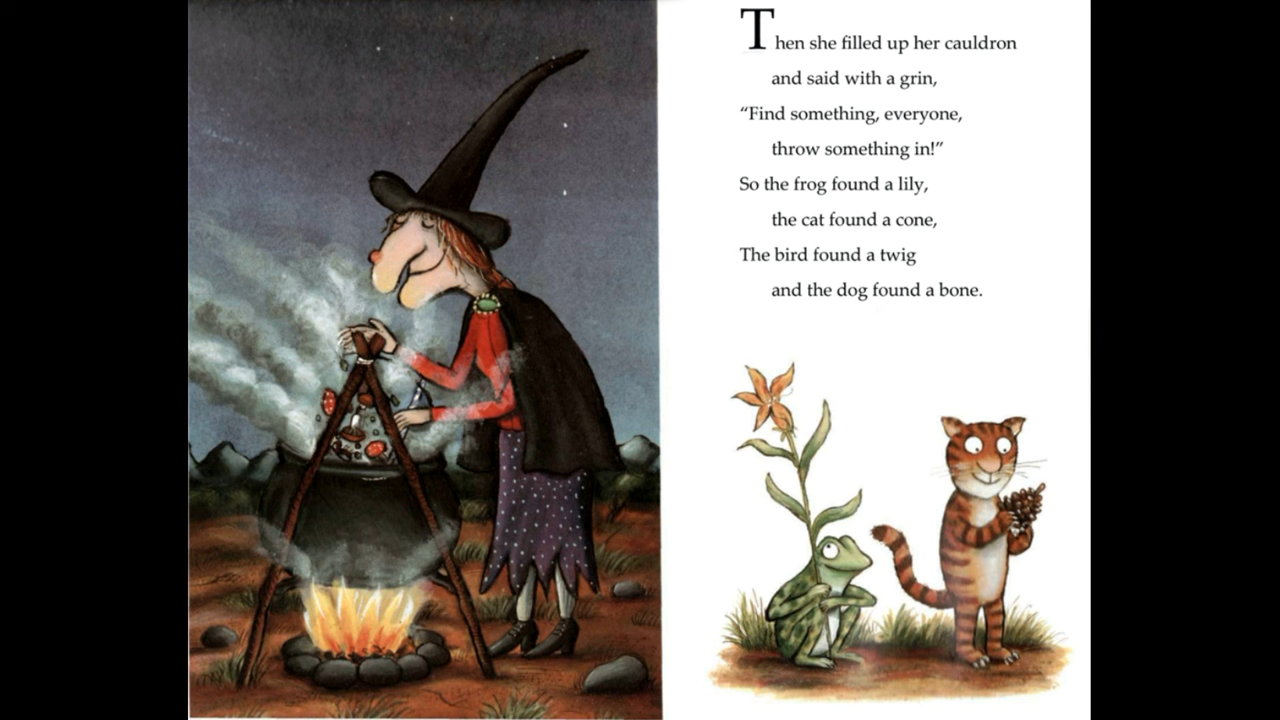 Then she filled up her cauldron
and said with a grin,
“Find something, everyone,
throw something in!”
So the frog found a lily,
the cat found a cone,
The bird found a twig
and the dog found a bone.